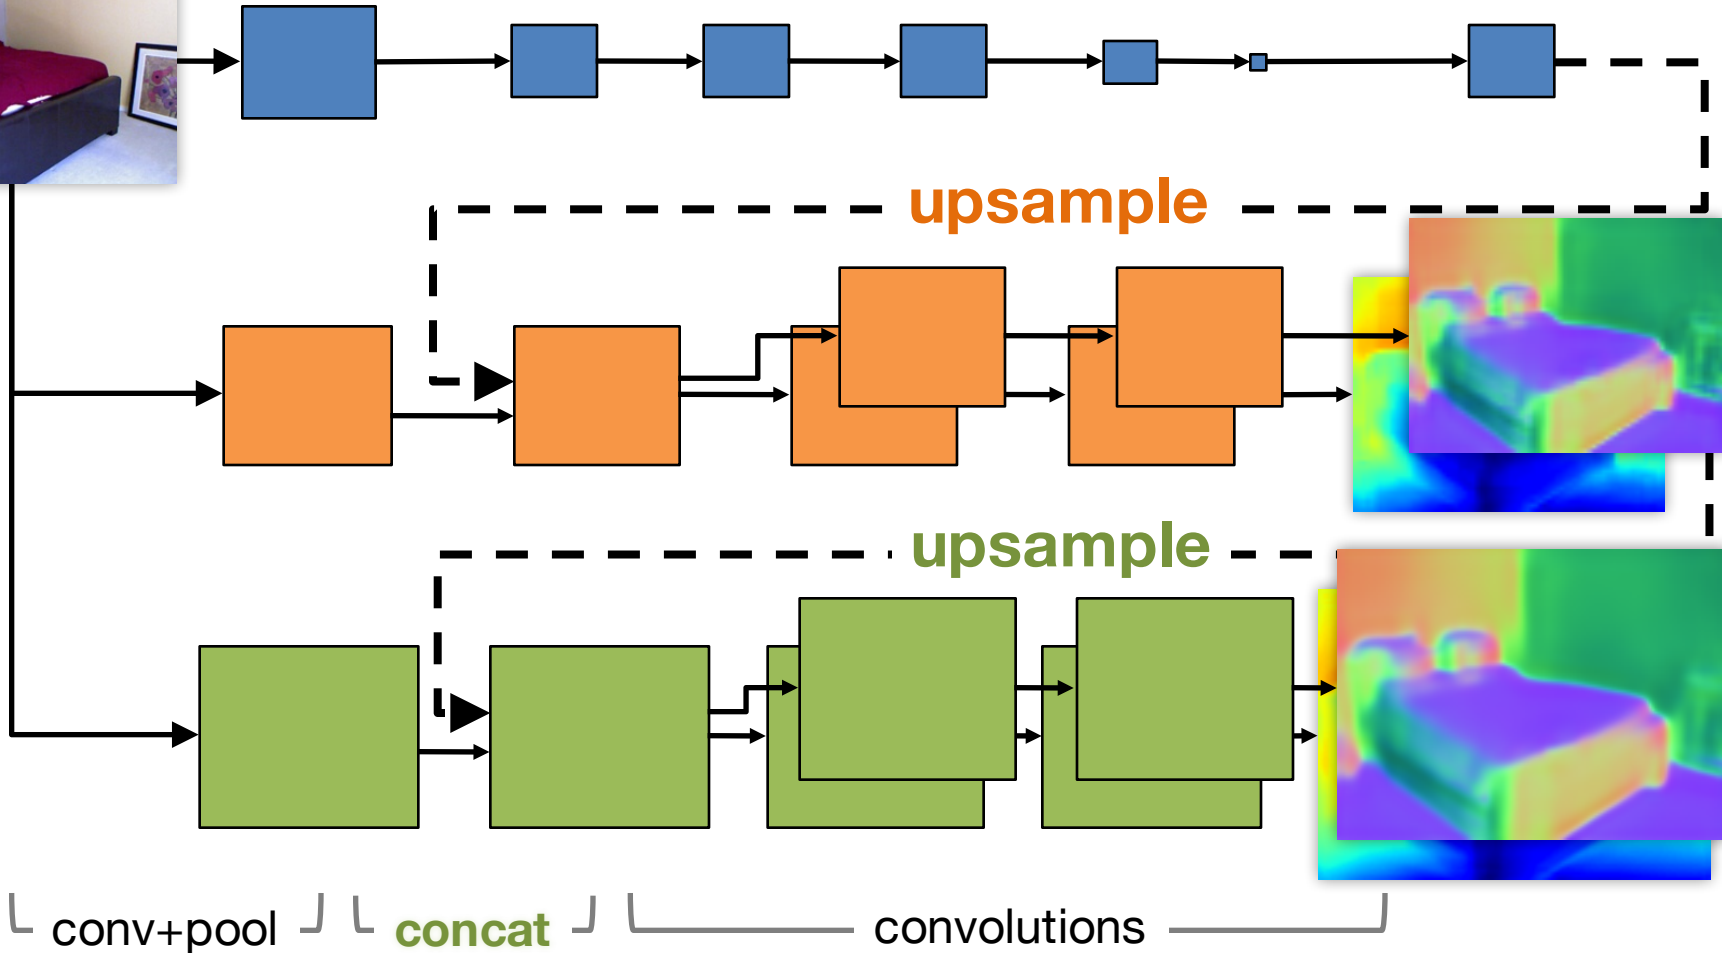 upsample
upsample
conv+pool
concat
convolutions